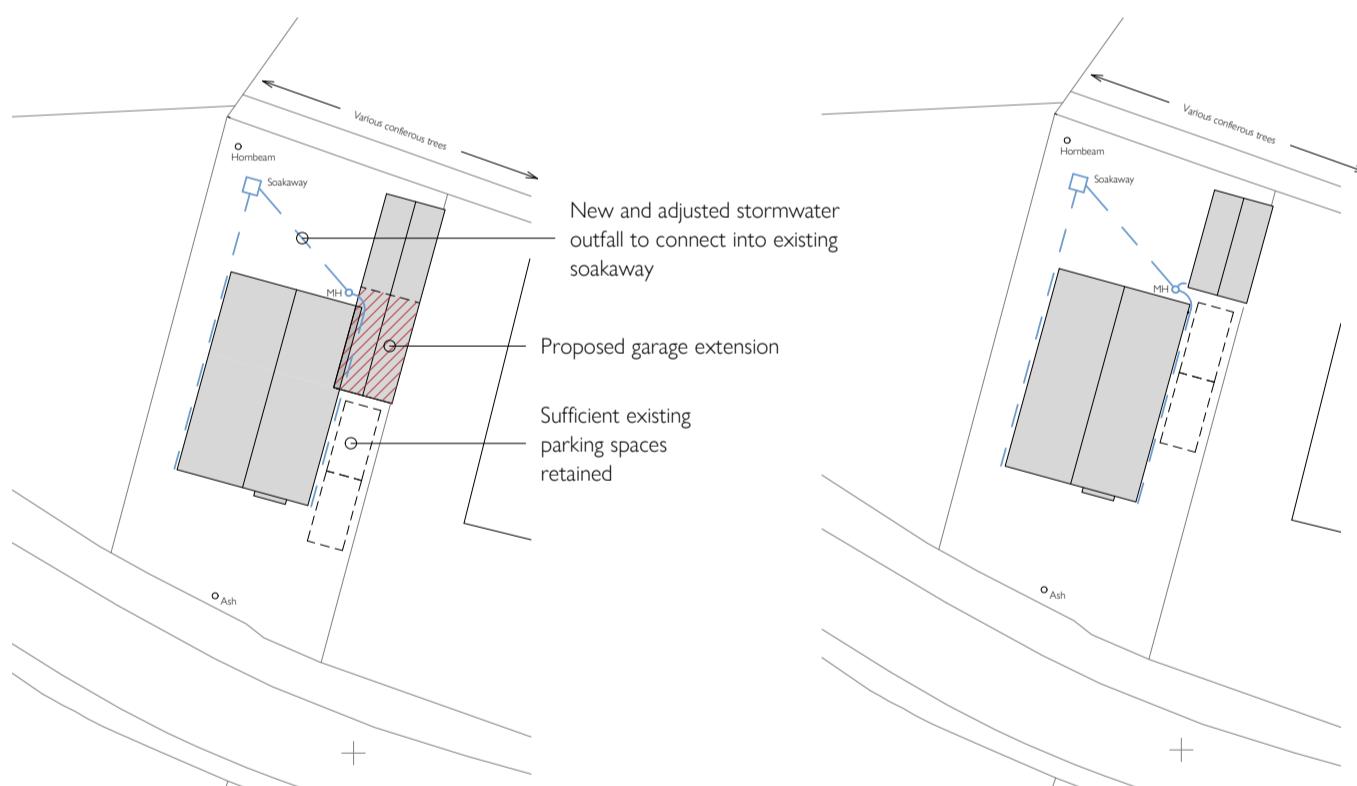 Various coniferous trees
Hornbeam
Soakaway
New and adjusted stormwater
outfall to connect into existing
soakaway
MH
Proposed garage extension
Sufficient existing
parking spaces
retained
Ash
Various coniferous trees
Hornbeam
Soakaway
MH
Ash